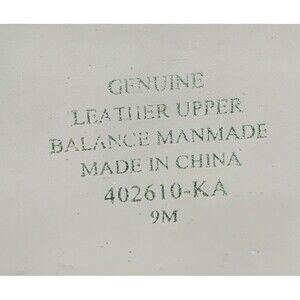 GENUINE
LEATHER UPPER
BALANCE MANMADE
MADE IN CHINA
402610-KA
9M